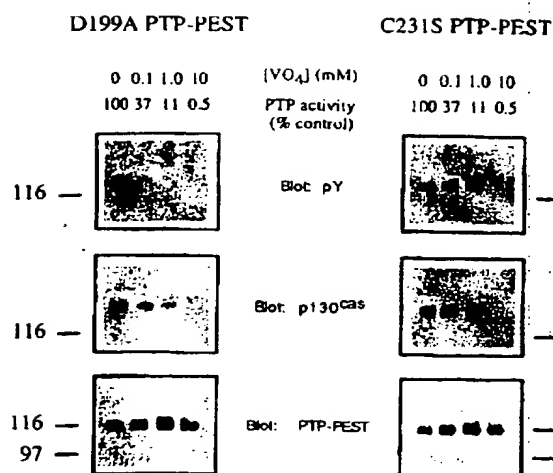 D199A PTP-PEST C231S PTP-PEST
0 0.1 1.0 10 [VO4] (mM) 0 0.1 1.0 10
100 37 11 0.5 PTP activity (% control) 100 37 11 0.5
116 Blot: pY
116 Blot: p130cas
116 Blot: PTP-PEST
97